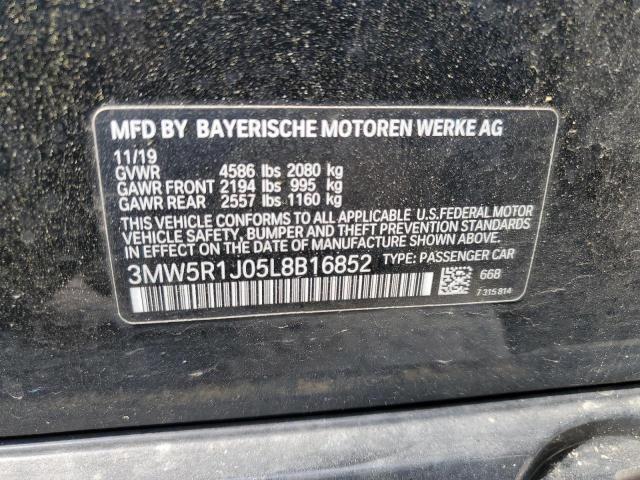 MFD BY BAYERISCHE MOTOREN WERKE AG
11/19
GVWR 4586 lbs 2080 kg
GAWR FRONT 2194 lbs 995 kg
GAWR REAR 2557 lbs 1160 kg
THIS VEHICLE CONFORMS TO ALL APPLICABLE U.S.FEDERAL MOTOR
VEHICLE SAFETY, BUMPER AND THEFT PREVENTION STANDARDS
IN EFFECT ON THE DATE OF MANUFACTURE SHOWN ABOVE.
3MW5R1J05L8B16852 TYPE: PASSENGER CAR
668
7 315 814